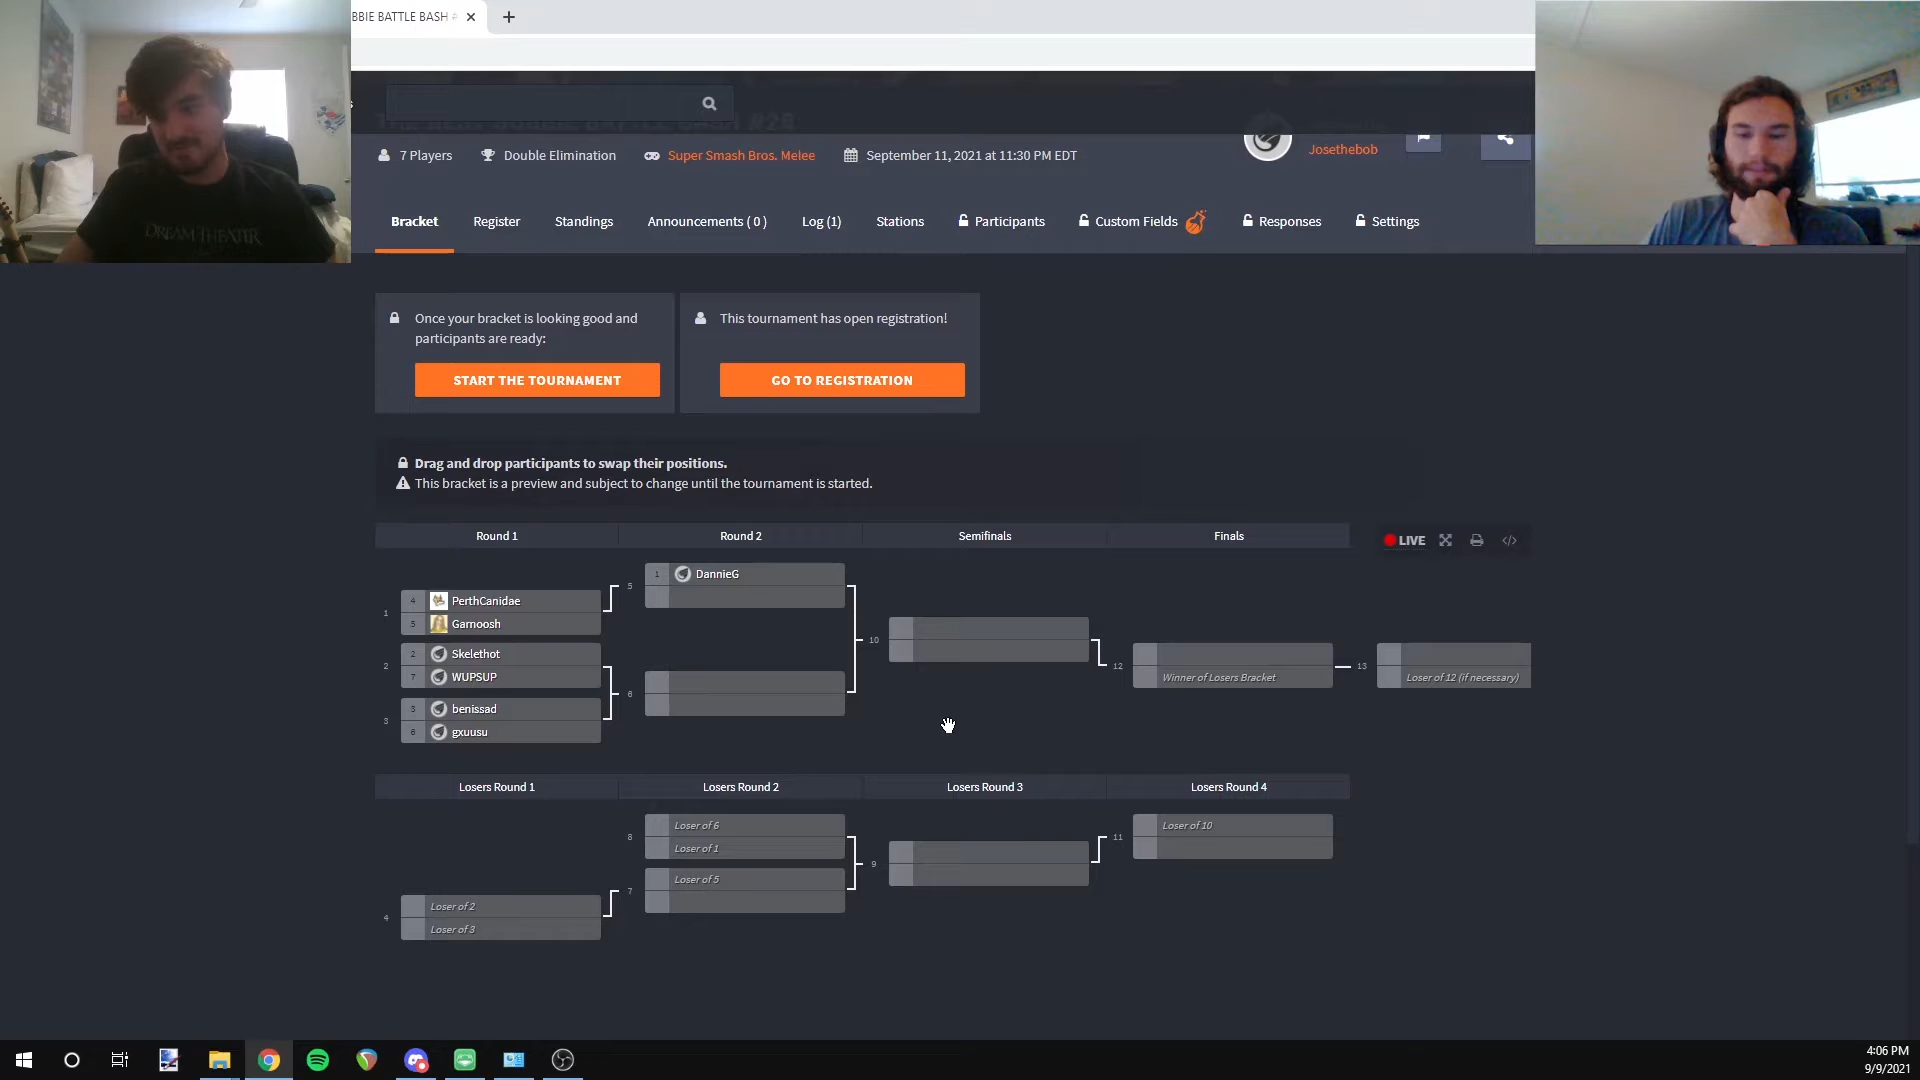 BBIE BATTLE BASH #
BATTLE BASH #28
7 Players
Double Elimination
Super Smash Bros. Melee
September 11, 2021 at 11:30 PM EDT
Josethebob
DREAM THEATER
Bracket
Register
Standings
Announcements ( 0 )
Log (1)
Stations
Participants
Custom Fields
Responses
Settings
Once your bracket is looking good and
participants are ready:
START THE TOURNAMENT
This tournament has open registration!
GO TO REGISTRATION
Drag and drop participants to swap their positions.
This bracket is a preview and subject to change until the tournament is started.
Round 1
Round 2
Semifinals
Finals
LIVE
1
4 PerthCanidae
5 Garnoosh
2
2 Skelethot
7 WUPSUP
3
3 benissad
6 gxuusu
5
1 DannieG
6
10
12
Winner of Losers Bracket
13
Loser of 12 (if necessary)
Losers Round 1
Losers Round 2
Losers Round 3
Losers Round 4
4
Loser of 2
Loser of 3
8
Loser of 6
Loser of 1
7
Loser of 5
9
11
Loser of 10
4:06 PM
9/9/2021